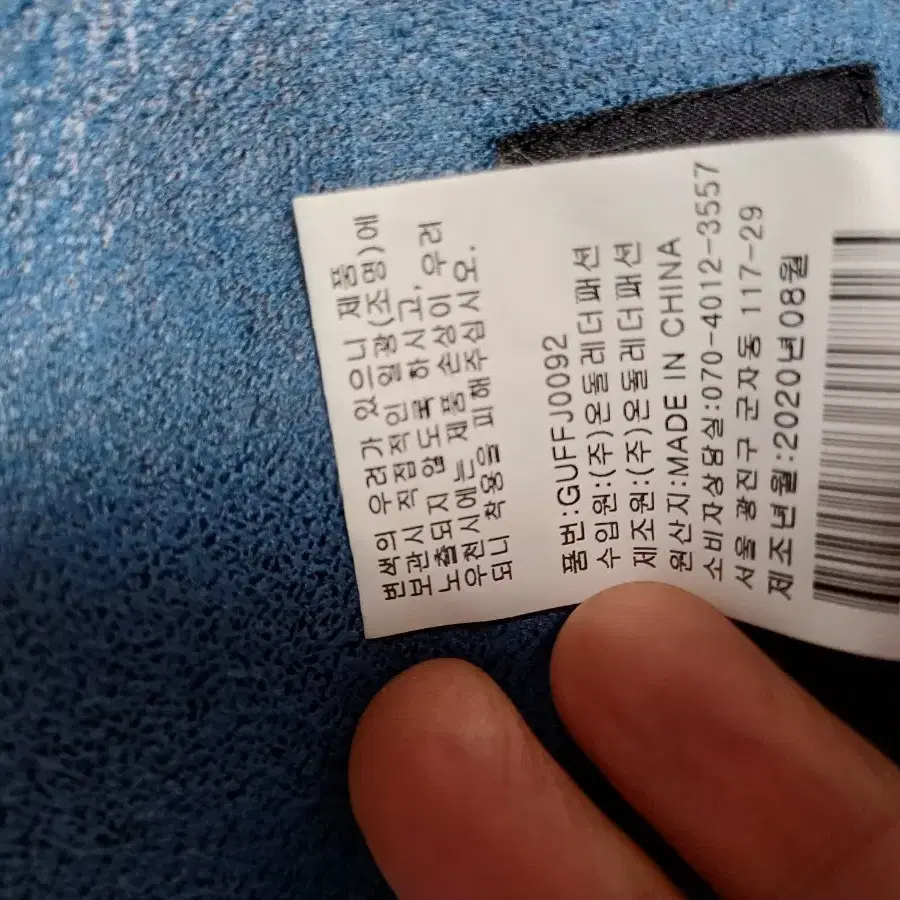 변색의 우려가 있으니 제품
보관시 직접적인 일광(조명)에
노출되지 않도록 하시고, 우려
우천시에는 제품 손상이
되니 착용을 피해주십시오.
품번:GUFFJ0092
수입원:(주)온돌레더패션
제조원:(주)온돌레더패션
원산지:MADE IN CHINA
소비자상담실:070-4012-3557
서울 광진구 군자동 117-29
제조년월:2020년08월